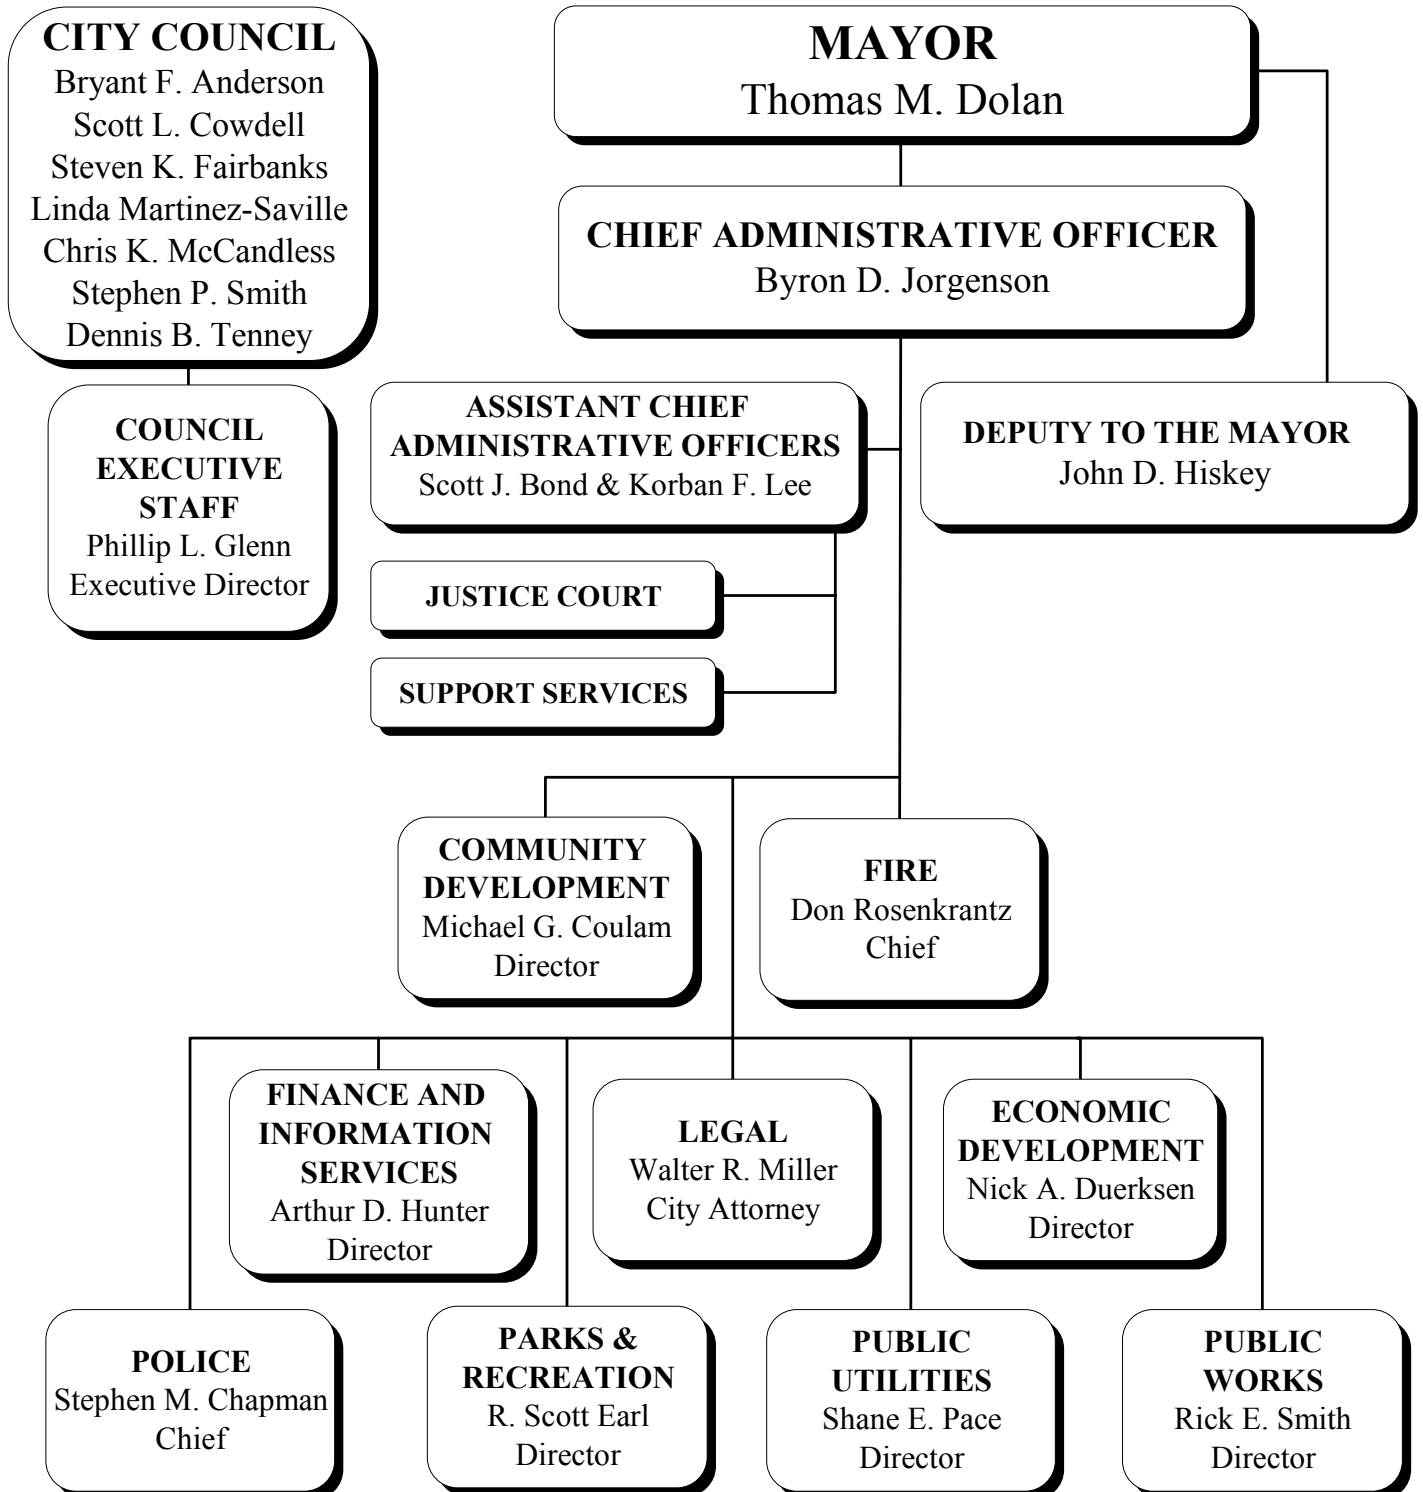 CITY COUNCIL
Bryant F. Anderson
Scott L. Cowdell
Steven K. Fairbanks
Linda Martinez-Saville
Chris K. McCandless
Stephen P. Smith
Dennis B. Tenney
MAYOR
Thomas M. Dolan
CHIEF ADMINISTRATIVE OFFICER
Byron D. Jorgenson
COUNCIL
EXECUTIVE
STAFF
Phillip L. Glenn
Executive Director
ASSISTANT CHIEF
ADMINISTRATIVE OFFICERS
Scott J. Bond & Korban F. Lee
DEPUTY TO THE MAYOR
John D. Hiskey
JUSTICE COURT
SUPPORT SERVICES
COMMUNITY
DEVELOPMENT
Michael G. Coulam
Director
FIRE
Don Rosenkrantz
Chief
FINANCE AND
INFORMATION
SERVICES
Arthur D. Hunter
Director
LEGAL
Walter R. Miller
City Attorney
ECONOMIC
DEVELOPMENT
Nick A. Duerksen
Director
POLICE
Stephen M. Chapman
Chief
PARKS &
RECREATION
R. Scott Earl
Director
PUBLIC
UTILITIES
Shane E. Pace
Director
PUBLIC
WORKS
Rick E. Smith
Director